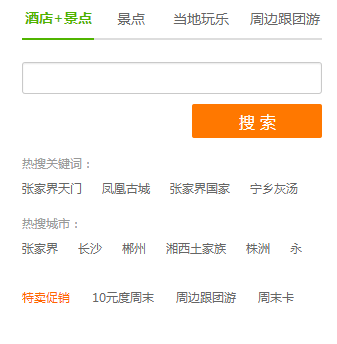 酒店+景点 景点 当地玩乐 周边跟团游
搜 索
热搜关键词：
张家界天门 凤凰古城 张家界国家 宁乡灰汤
热搜城市：
张家界 长沙 郴州 湘西土家族 株洲 永
特卖促销 10元度周末 周边跟团游 周末卡